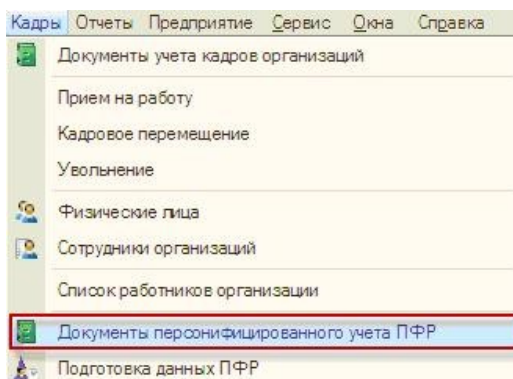 Кадры Отчеты Предприятие Сервис Окна Справка
Документы учета кадров организаций
Прием на работу
Кадровое перемещение
Увольнение
Физические лица
Сотрудники организаций
Список работников организации
Документы персонифицированного учета ПФР
Подготовка данных ПФР